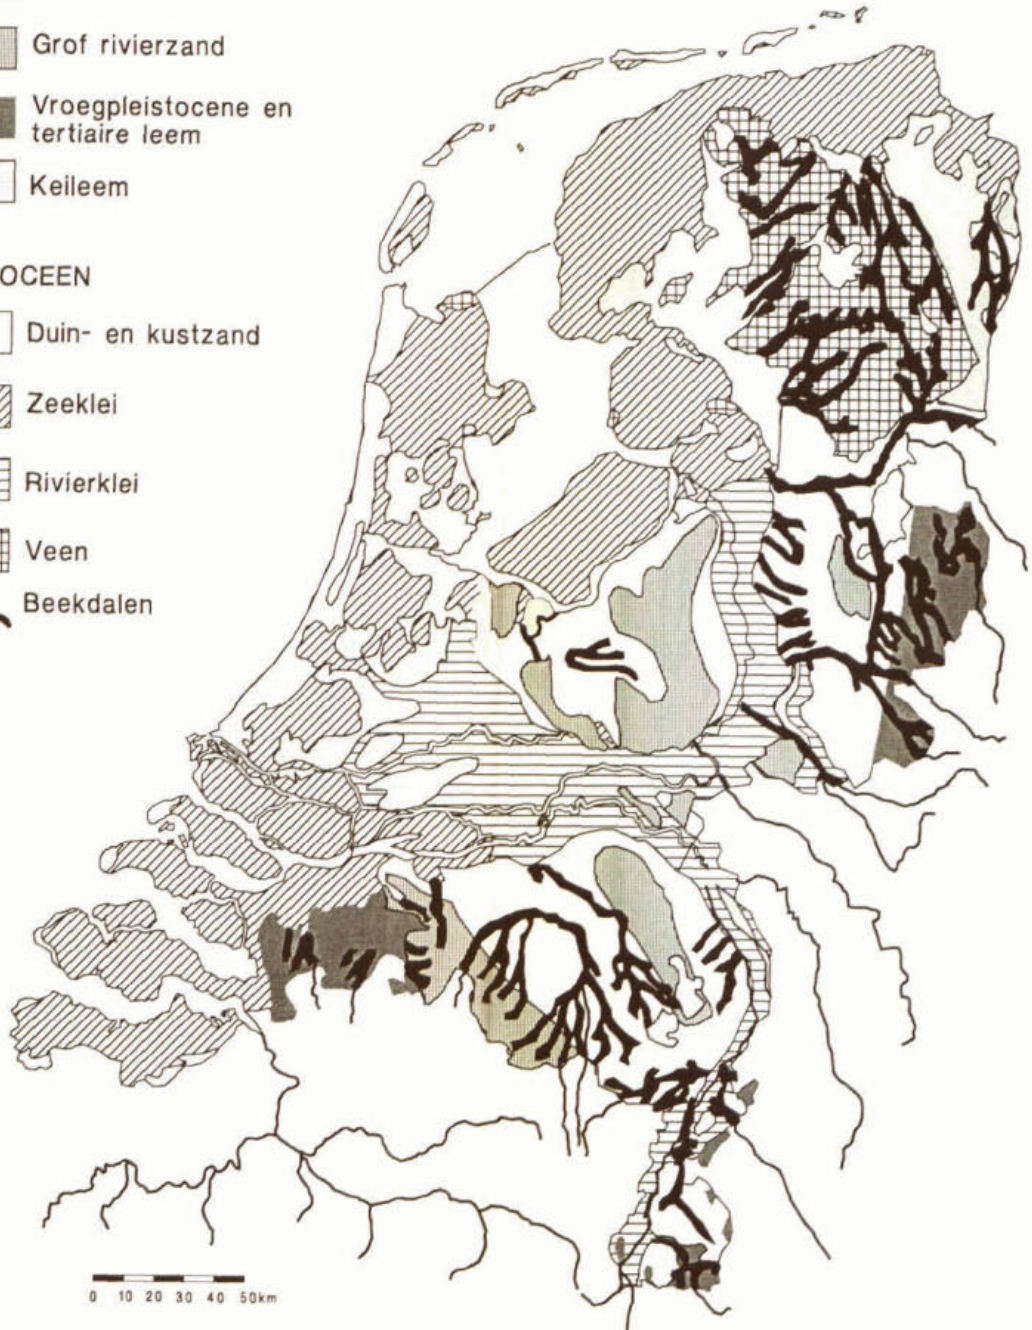 Grof rivierzand
Vroegpleistocene en
tertiaire leem
Keileem
OCEEN
Duin- en kustzand
Zeeklei
Rivierklei
Veen
Beekdalen
0 10 20 30 40 50km